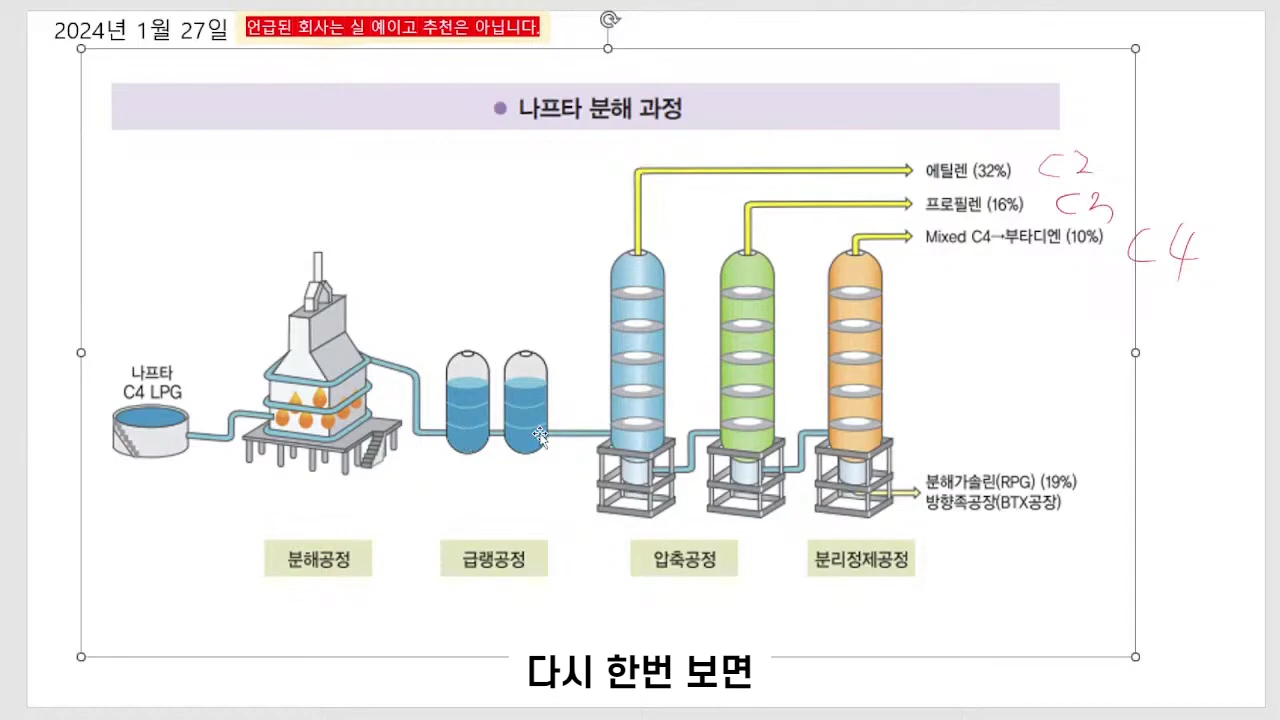 2024년 1월 27일
언급된 회사는 실 예이고 추천은 아닙니다.
● 나프타 분해 과정
에틸렌 (32%) C2
프로필렌 (16%) C3
Mixed C4→부타디엔 (10%) C4
나프타
C4 LPG
분해가솔린(RPG) (19%)
방향족공장(BTX공장)
분해공정
급랭공정
압축공정
분리정제공정
다시 한번 보면